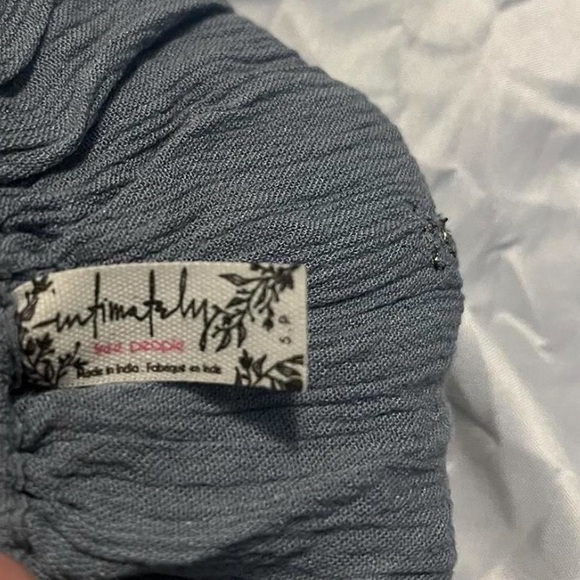 intimately
free people
Made in India . Fabriqué en Inde
S P